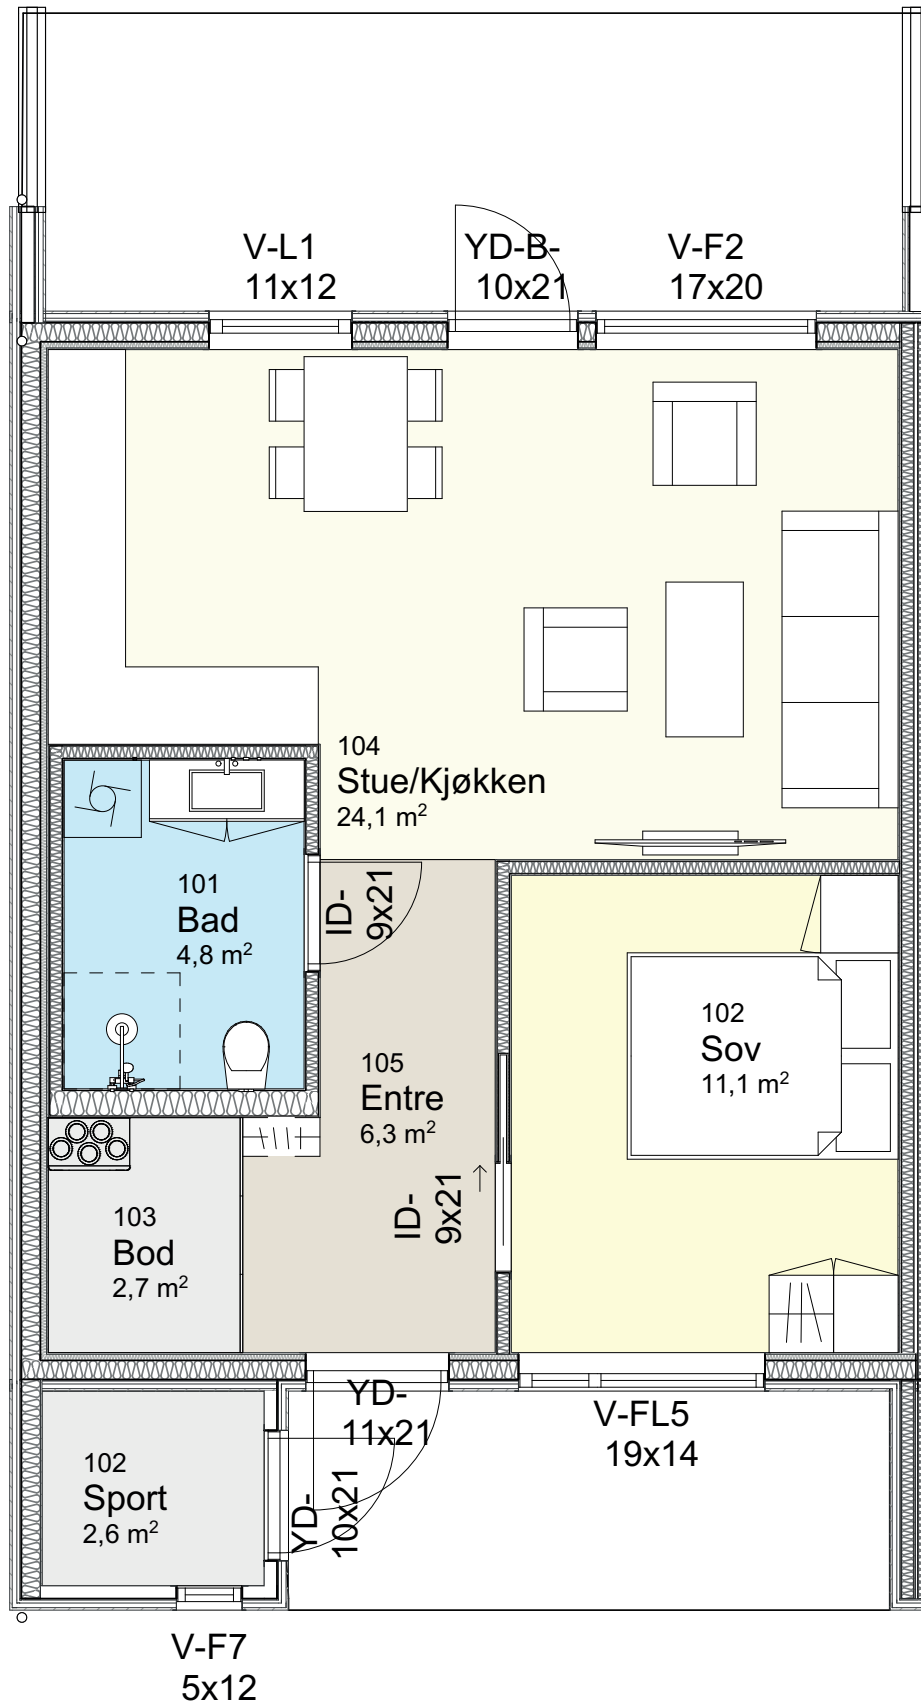 V-L1
11x12
YD-B-
10x21
V-F2
17x20
104
Stue/Kjøkken
24,1 m²
101
Bad
4,8 m²
ID-
9x21
102
Sov
11,1 m²
105
Entre
6,3 m²
ID-
9x21
103
Bod
2,7 m²
YD-
11x21
V-FL5
19x14
102
Sport
2,6 m²
YD-
10x21
V-F7
5x12